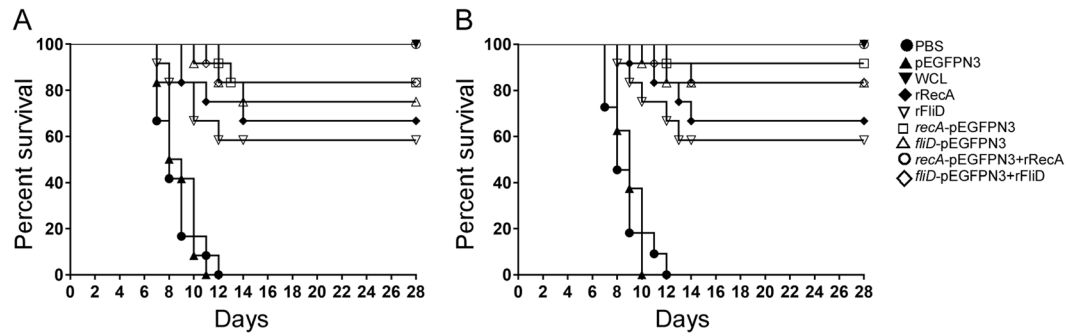 A
B
Percent survival
100
80
60
40
20
0
0 2 4 6 8 10 12 14 16 18 20 22 24 26 28
Days
Percent survival
100
80
60
40
20
0
0 2 4 6 8 10 12 14 16 18 20 22 24 26 28
Days
PBS
pEGFPN3
WCL
rRecA
rFliD
recA-pEGFPN3
fliD-pEGFPN3
recA-pEGFPN3+rRecA
fliD-pEGFPN3+rFliD